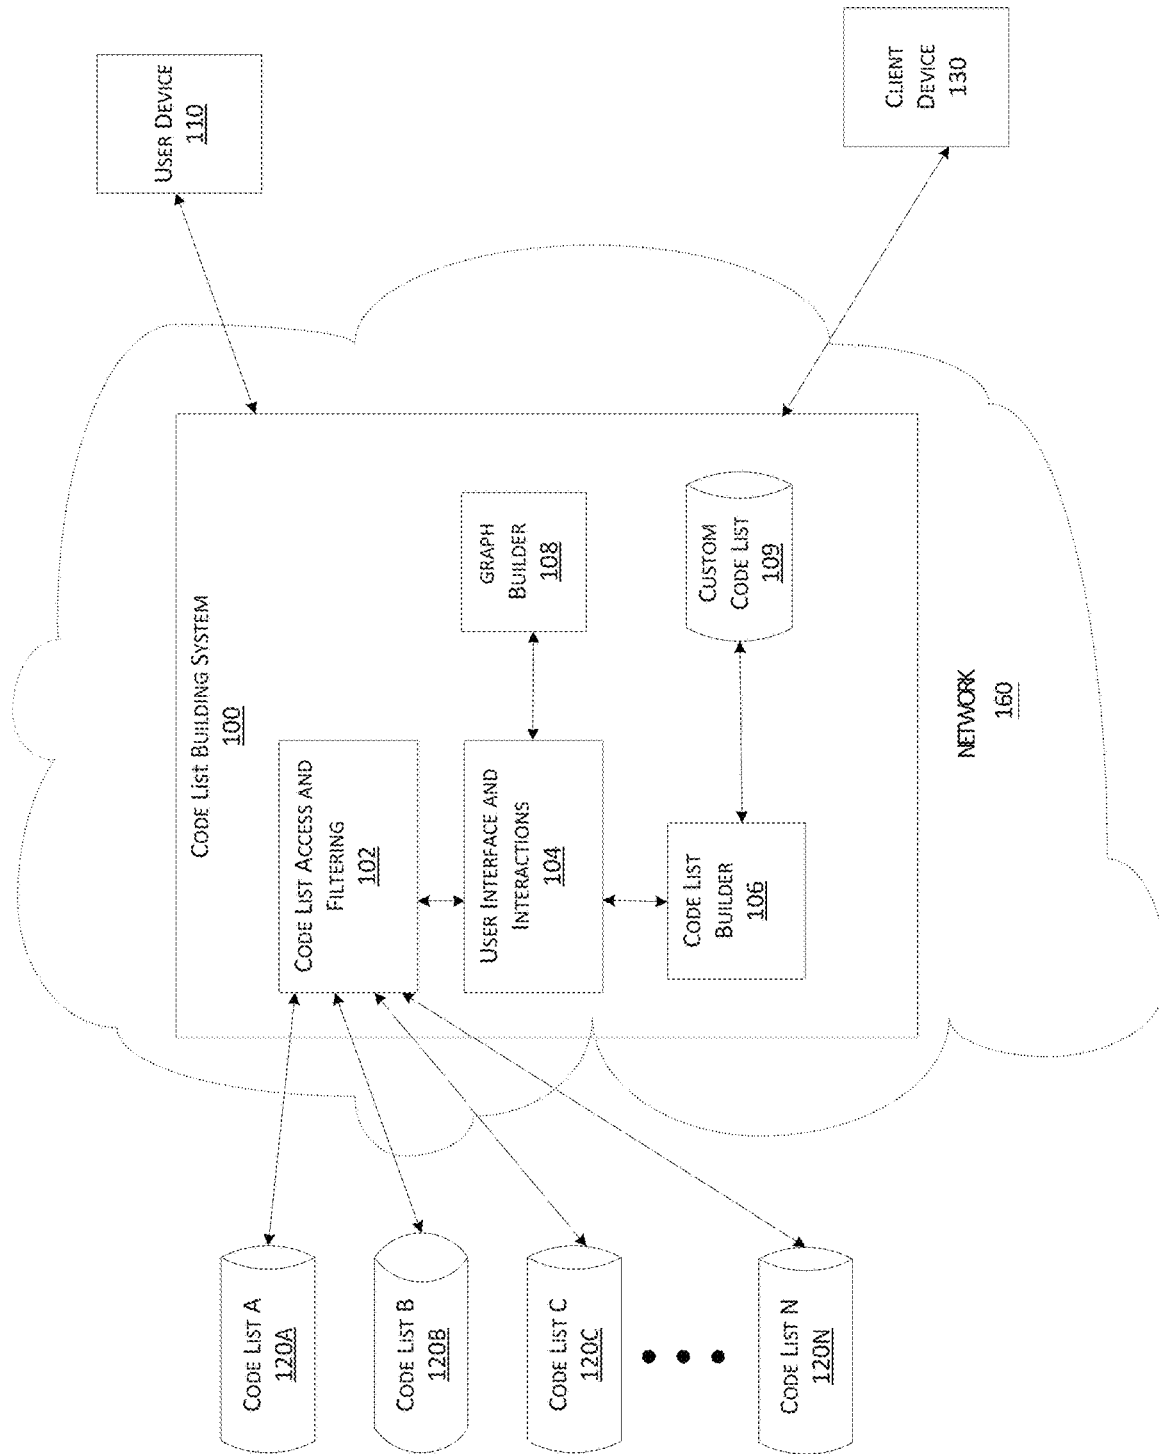 CODE LIST A
120A
CODE LIST B
120B
CODE LIST C
120C
CODE LIST N
120N
CODE LIST BUILDING SYSTEM
100
CODE LIST ACCESS AND
FILTERING
102
USER INTERFACE AND
INTERACTIONS
104
CODE LIST
BUILDER
106
GRAPH
BUILDER
108
CUSTOM
CODE LIST
109
NETWORK
160
USER DEVICE
110
CLIENT
DEVICE
130